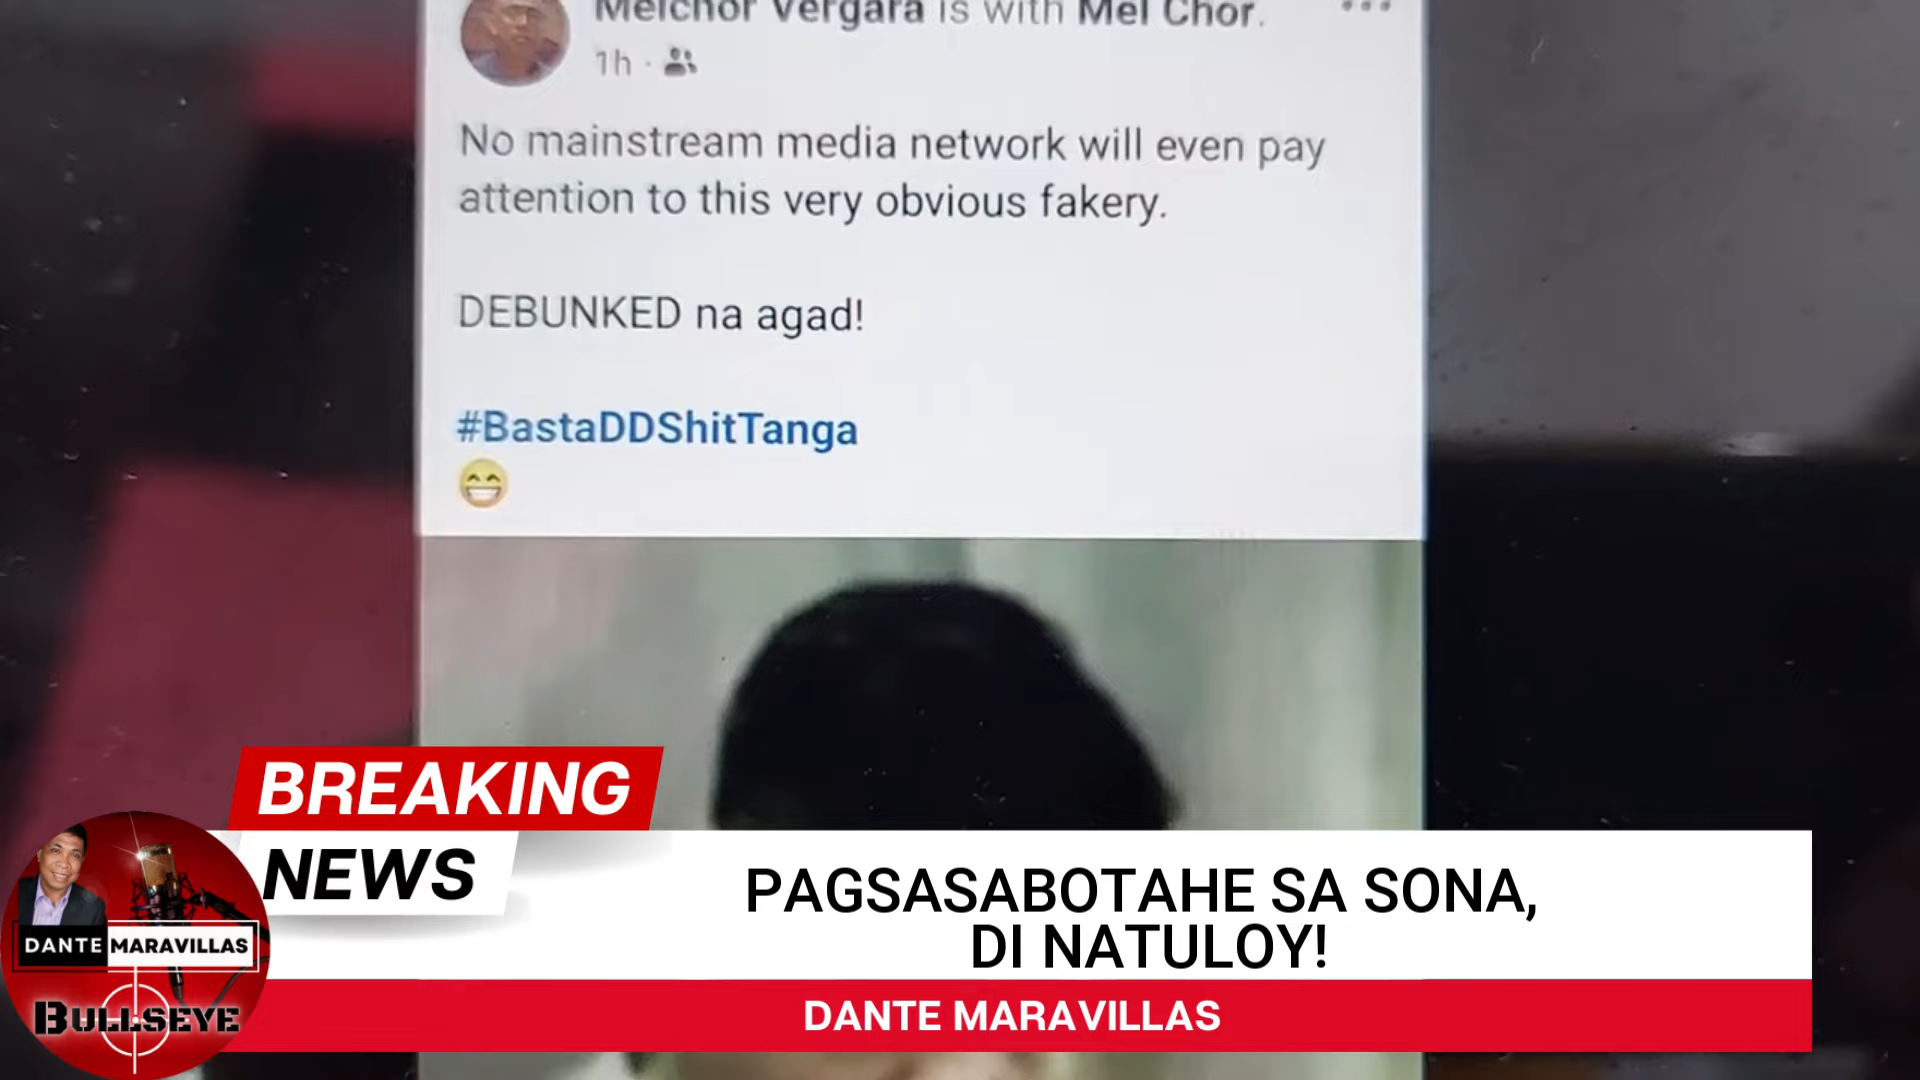 Melchor Vergara is with Mel Chor.
1h
No mainstream media network will even pay
attention to this very obvious fakery.
DEBUNKED na agad!
#BastaDDShitTanga
BREAKING
NEWS
PAGSASABOTAHE SA SONA,
DI NATULOY!
DANTE MARAVILLAS
DANTE MARAVILLAS
BULLSEYE